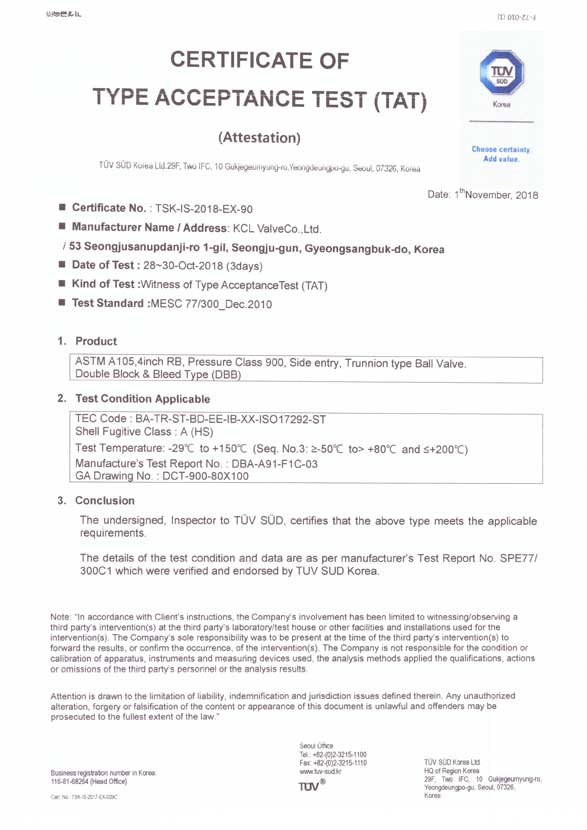 CERTIFICATE OF
TYPE ACCEPTANCE TEST (TAT)
(Attestation)
TÜV
SÜD
Korea
Choose certainty.
Add value.
TÜV SÜD Korea Ltd.29F, Two IFC, 10 Gukjegeumyung-ro,Yeongdeungpo-gu, Seoul, 07326, Korea
Date: 1thNovember, 2018
■ Certificate No. : TSK-IS-2018-EX-90
■ Manufacturer Name / Address: KCL ValveCo.,Ltd.
/ 53 Seongjusanupdanji-ro 1-gil, Seongju-gun, Gyeongsangbuk-do, Korea
■ Date of Test : 28~30-Oct-2018 (3days)
■ Kind of Test :Witness of Type AcceptanceTest (TAT)
■ Test Standard :MESC 77/300_Dec.2010
1. Product
ASTM A105,4inch RB, Pressure Class 900, Side entry, Trunnion type Ball Valve.
Double Block & Bleed Type (DBB)
2. Test Condition Applicable
TEC Code : BA-TR-ST-BD-EE-IB-XX-ISO17292-ST
Shell Fugitive Class : A (HS)
Test Temperature: -29℃ to +150℃ (Seq. No.3: ≥-50℃ to> +80℃ and ≤+200℃)
Manufacture's Test Report No. : DBA-A91-F1C-03
GA Drawing No. : DCT-900-80X100
3. Conclusion
The undersigned, Inspector to TÜV SÜD, certifies that the above type meets the applicable
requirements.
The details of the test condition and data are as per manufacturer's Test Report No. SPE77/
300C1 which were verified and endorsed by TUV SUD Korea.
Note: "In accordance with Client's instructions, the Company's involvement has been limited to witnessing/observing a
third party's intervention(s) at the third party's laboratory/test house or other facilities and installations used for the
intervention(s). The Company's sole responsibility was to be present at the time of the third party's intervention(s) to
forward the results, or confirm the occurrence, of the intervention(s). The Company is not responsible for the condition or
calibration of apparatus, instruments and measuring devices used, the analysis methods applied the qualifications, actions
or omissions of the third party's personnel or the analysis results.
Attention is drawn to the limitation of liability, indemnification and jurisdiction issues defined therein. Any unauthorized
alteration, forgery or falsification of the content or appearance of this document is unlawful and offenders may be
prosecuted to the fullest extent of the law."
Business registration number in Korea:
116-81-68264 (Head Office)
Cert. No. TSK-IS-2017-EX-028C
Seoul Office
Tel.: +82-(0)2-3215-1100
Fax: +82-(0)2-3215-1110
www.tuv-sud.kr
TÜV®
TÜV SÜD Korea Ltd
HQ of Region Korea
29F, Two IFC, 10 Gukjegeumyung-ro,
Yeongdeungpo-gu, Seoul, 07326,
Korea